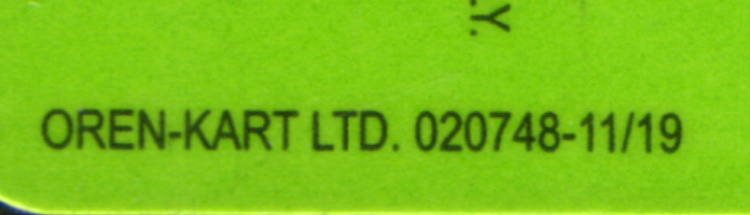 .Y.
OREN-KART LTD. 020748-11/19